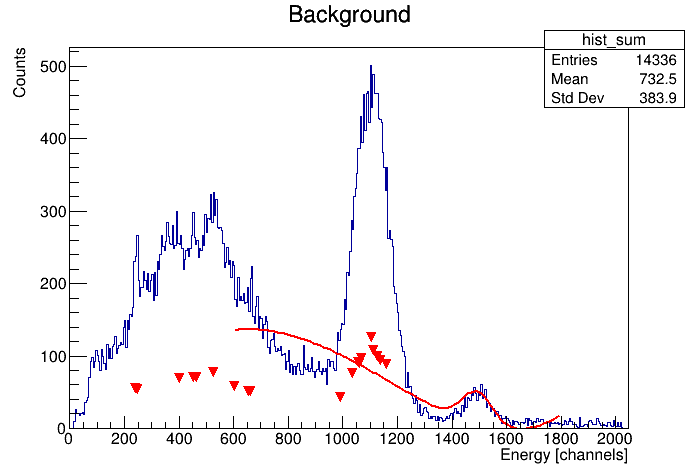 Background
hist_sum
Entries 14336
Mean 732.5
Std Dev 383.9
Counts
500
400
300
200
100
0
0 200 400 600 800 1000 1200 1400 1600 1800 2000
Energy [channels]